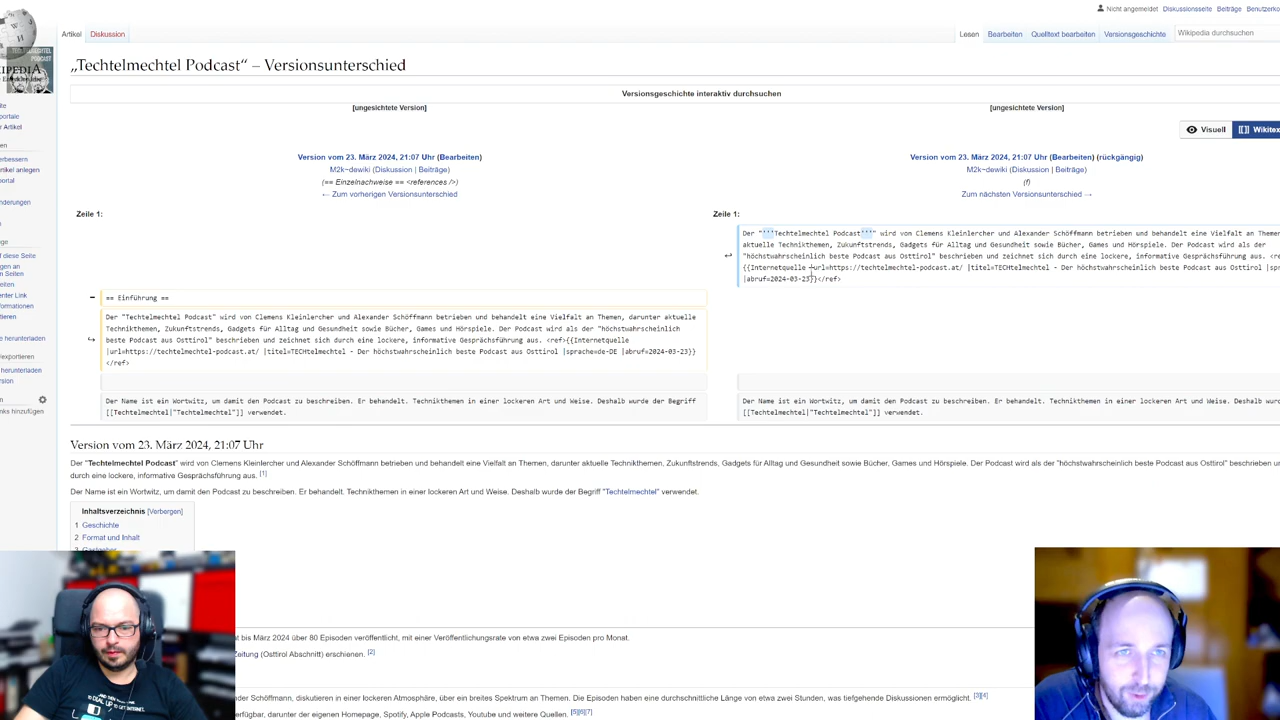 Nicht angemeldet Diskussionsseite Beiträge Benutzerko
Artikel Diskussion Lesen Bearbeiten Quelltext bearbeiten Versionsgeschichte Wikipedia durchsuchen
TECHTELMECHTEL
PODCAST
„Techtelmechtel Podcast“ – Versionsunterschied
Versionsgeschichte interaktiv durchsuchen
[ungesichtete Version] [ungesichtete Version]
Visuell [[]] Wikitex
Version vom 23. März 2024, 21:07 Uhr (Bearbeiten)
M2k~dewiki (Diskussion | Beiträge)
(== Einzelnachweise == <references />)
← Zum vorherigen Versionsunterschied
Version vom 23. März 2024, 21:07 Uhr (Bearbeiten) (rückgängig)
M2k~dewiki (Diskussion | Beiträge)
(f)
Zum nächsten Versionsunterschied →
Zeile 1:
== Einführung ==
Der "Techtelmechtel Podcast" wird von Clemens Kleinlercher und Alexander Schöffmann betrieben und behandelt eine Vielfalt an Themen, darunter aktuelle
Technikthemen, Zukunftstrends, Gadgets für Alltag und Gesundheit sowie Bücher, Games und Hörspiele. Der Podcast wird als der "höchstwahrscheinlich
beste Podcast aus Osttirol" beschrieben und zeichnet sich durch eine lockere, informative Gesprächsführung aus. <ref>{{Internetquelle
|url=https://techtelmechtel-podcast.at/ |titel=TECHtelmechtel - Der höchstwahrscheinlich beste Podcast aus Osttirol |sprache=de-DE |abruf=2024-03-23}}
</ref>
Der Name ist ein Wortwitz, um damit den Podcast zu beschreiben. Er behandelt. Technikthemen in einer lockeren Art und Weise. Deshalb wurde der Begriff
[[Techtelmechtel|"Techtelmechtel"]] verwendet.
Zeile 1:
Der "'''Techtelmechtel Podcast'''" wird von Clemens Kleinlercher und Alexander Schöffmann betrieben und behandelt eine Vielfalt an Themen
aktuelle Technikthemen, Zukunftstrends, Gadgets für Alltag und Gesundheit sowie Bücher, Games und Hörspiele. Der Podcast wird als der
"höchstwahrscheinlich beste Podcast aus Osttirol" beschrieben und zeichnet sich durch eine lockere, informative Gesprächsführung aus. <re
{{Internetquelle |url=https://techtelmechtel-podcast.at/ |titel=TECHtelmechtel - Der höchstwahrscheinlich beste Podcast aus Osttirol |spr
|abruf=2024-03-23}}</ref>
Der Name ist ein Wortwitz, um damit den Podcast zu beschreiben. Er behandelt. Technikthemen in einer lockeren Art und Weise. Deshalb wurd
[[Techtelmechtel|"Techtelmechtel"]] verwendet.
Version vom 23. März 2024, 21:07 Uhr
Der "Techtelmechtel Podcast" wird von Clemens Kleinlercher und Alexander Schöffmann betrieben und behandelt eine Vielfalt an Themen, darunter aktuelle Technikthemen, Zukunftstrends, Gadgets für Alltag und Gesundheit sowie Bücher, Games und Hörspiele. Der Podcast wird als der "höchstwahrscheinlich beste Podcast aus Osttirol" beschrieben un
durch eine lockere, informative Gesprächsführung aus. [1]
Der Name ist ein Wortwitz, um damit den Podcast zu beschreiben. Er behandelt. Technikthemen in einer lockeren Art und Weise. Deshalb wurde der Begriff "Techtelmechtel" verwendet.
Inhaltsverzeichnis [Verbergen]
1 Geschichte
2 Format und Inhalt
3 Gastgeber
at bis März 2024 über 80 Episoden veröffentlicht, mit einer Veröffentlichungsrate von etwa zwei Episoden pro Monat.
Zeitung (Osttirol Abschnitt) erschienen. [2]
nder Schöffmann, diskutieren in einer lockeren Atmosphäre, über ein breites Spektrum an Themen. Die Episoden haben eine durchschnittliche Länge von etwa zwei Stunden, was tiefgehende Diskussionen ermöglicht. [3][4]
erfügbar, darunter der eigenen Homepage, Spotify, Apple Podcasts, Youtube und weitere Quellen. [5][6][7]